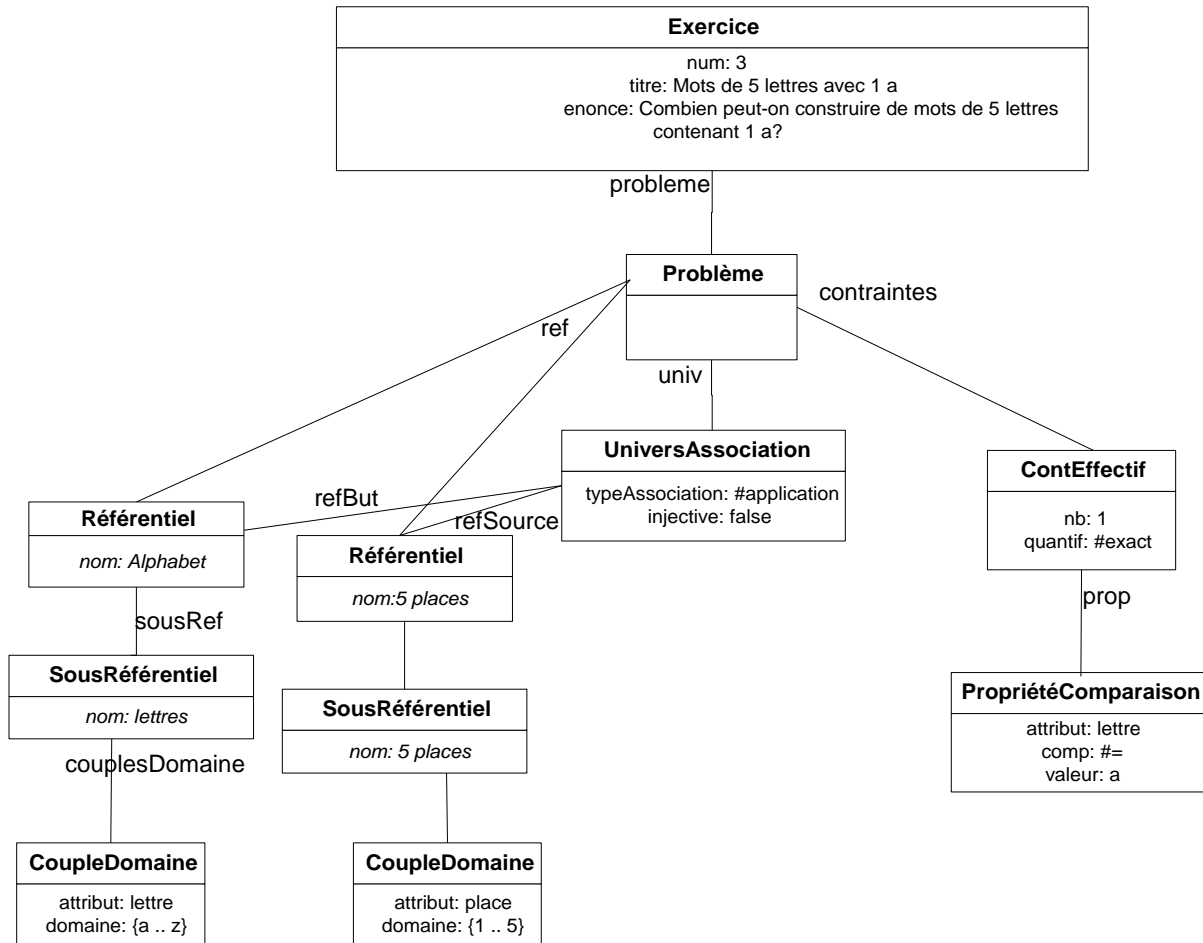 Exercice
num: 3
titre: Mots de 5 lettres avec 1 a
enonce: Combien peut-on construire de mots de 5 lettres
contenant 1 a?
probleme
Problème
contraintes
ref
univ
UniversAssociation
typeAssociation: #application
injective: false
ContEffectif
nb: 1
quantif: #exact
refBut
refSource
Référentiel
nom: Alphabet
Référentiel
nom:5 places
prop
sousRef
SousRéférentiel
nom: lettres
SousRéférentiel
nom: 5 places
PropriétéComparaison
attribut: lettre
comp: #=
valeur: a
couplesDomaine
CoupleDomaine
attribut: lettre
domaine: {a .. z}
CoupleDomaine
attribut: place
domaine: {1 .. 5}